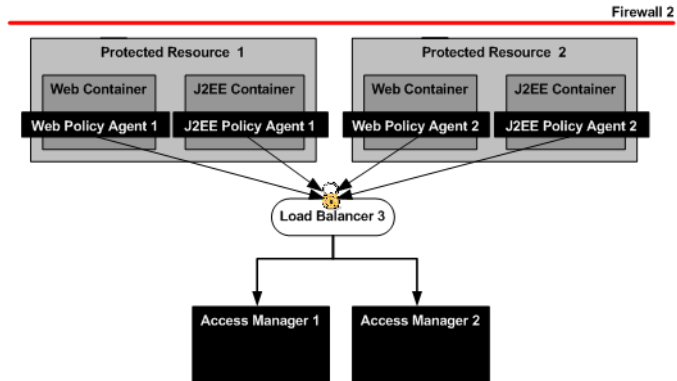 Firewall 2
Protected Resource 1
Protected Resource 2
Web Container
J2EE Container
Web Container
J2EE Container
Web Policy Agent 1
J2EE Policy Agent 1
Web Policy Agent 2
J2EE Policy Agent 2
Load Balancer 3
Access Manager 1
Access Manager 2